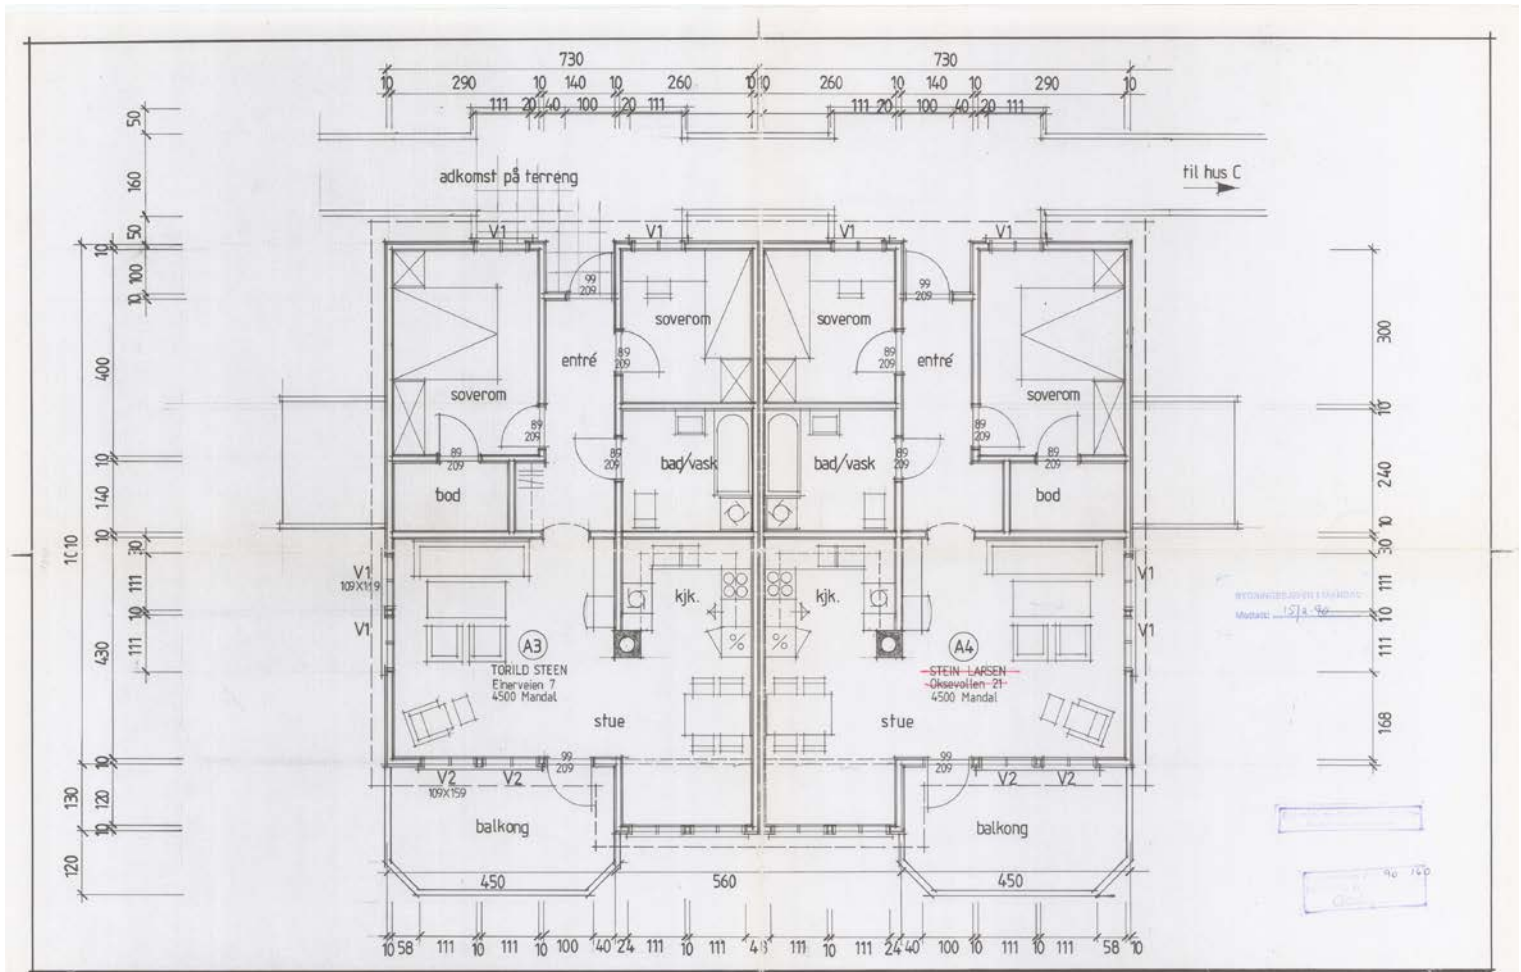 730 730
10 290 10 140 10 260 10 10 260 10 140 10 290 10
111 20 40 100 20 111 111 20 100 40 20 111
adkomst på terreng
til hus C
V1 V1 V1 V1
99
209
99
209
soverom soverom
entré entré
89
209
89
209
soverom soverom
89
209
89
209
89
209
89
209
89
209
89
209
bad/vask bad/vask
bod bod
kjk. kjk.
V1
109X119
V1
V1
V1
A3
TORILD STEEN
Einerveien 7
4500 Mandal
A4
STEIN LARSEN
Oksevollen 21
4500 Mandal
stue stue
99
209
99
209
V2 V2 V2 V2
109X159
balkong balkong
450 560 450
10 58 111 10 111 10 100 40 24 111 10 111 4 111 10 111 24 40 100 10 111 10 111 58 10
50
160
50
10 100
10
400
10
140
10
30
111
10
111
430
10
120
10
1010
130
120
300
10
240
10
30
111
10
111
168
15/2-90
90 150